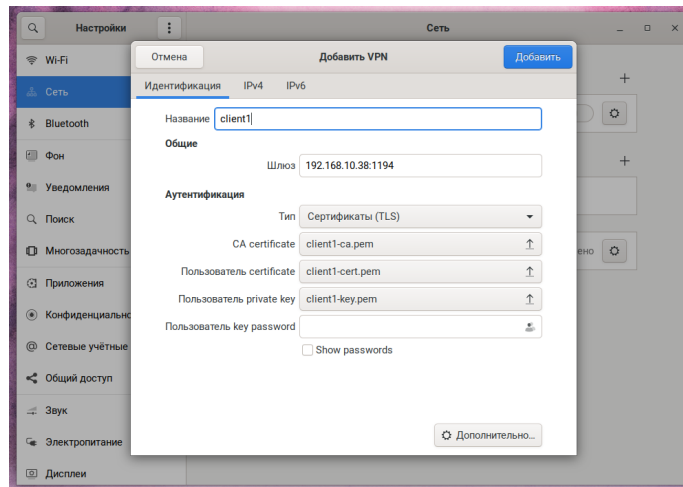 Настройки
Сеть
Wi-Fi
Сеть
Bluetooth
Фон
Уведомления
Поиск
Многозадачность
Приложения
Конфиденциально
Сетевые учётные
Общий доступ
Звук
Электропитание
Дисплеи
Отмена
Добавить VPN
Добавить
Идентификация IPv4 IPv6
Название client1
Общие
Шлюз 192.168.10.38:1194
Аутентификация
Тип Сертификаты (TLS)
CA certificate client1-ca.pem
Пользователь certificate client1-cert.pem
Пользователь private key client1-key.pem
Пользователь key password
Show passwords
Дополнительно...
ено